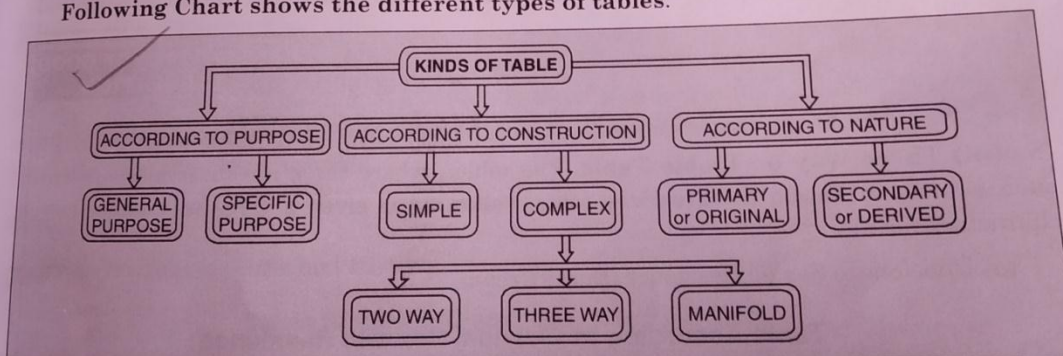 Following Chart shows the different types of tables.
KINDS OF TABLE
ACCORDING TO PURPOSE
ACCORDING TO CONSTRUCTION
ACCORDING TO NATURE
GENERAL
PURPOSE
SPECIFIC
PURPOSE
SIMPLE
COMPLEX
PRIMARY
or ORIGINAL
SECONDARY
or DERIVED
TWO WAY
THREE WAY
MANIFOLD